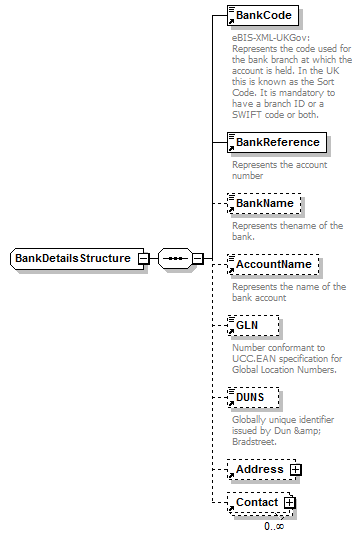 BankCode
eBIS-XML-UKGov:
Represents the code used for
the bank branch at which the
account is held. In the UK
this is known as the Sort
Code. It is mandatory to
have a branch ID or a
SWIFT code or both.
BankReference
Represents the account
number
BankName
Represents thename of the
bank.
BankDetailsStructure
AccountName
Represents the name of the
bank account
GLN
Number conformant to
UCC.EAN specification for
Global Location Numbers.
DUNS
Globally unique identifier
issued by Dun &amp;
Bradstreet.
Address
Contact
0..∞